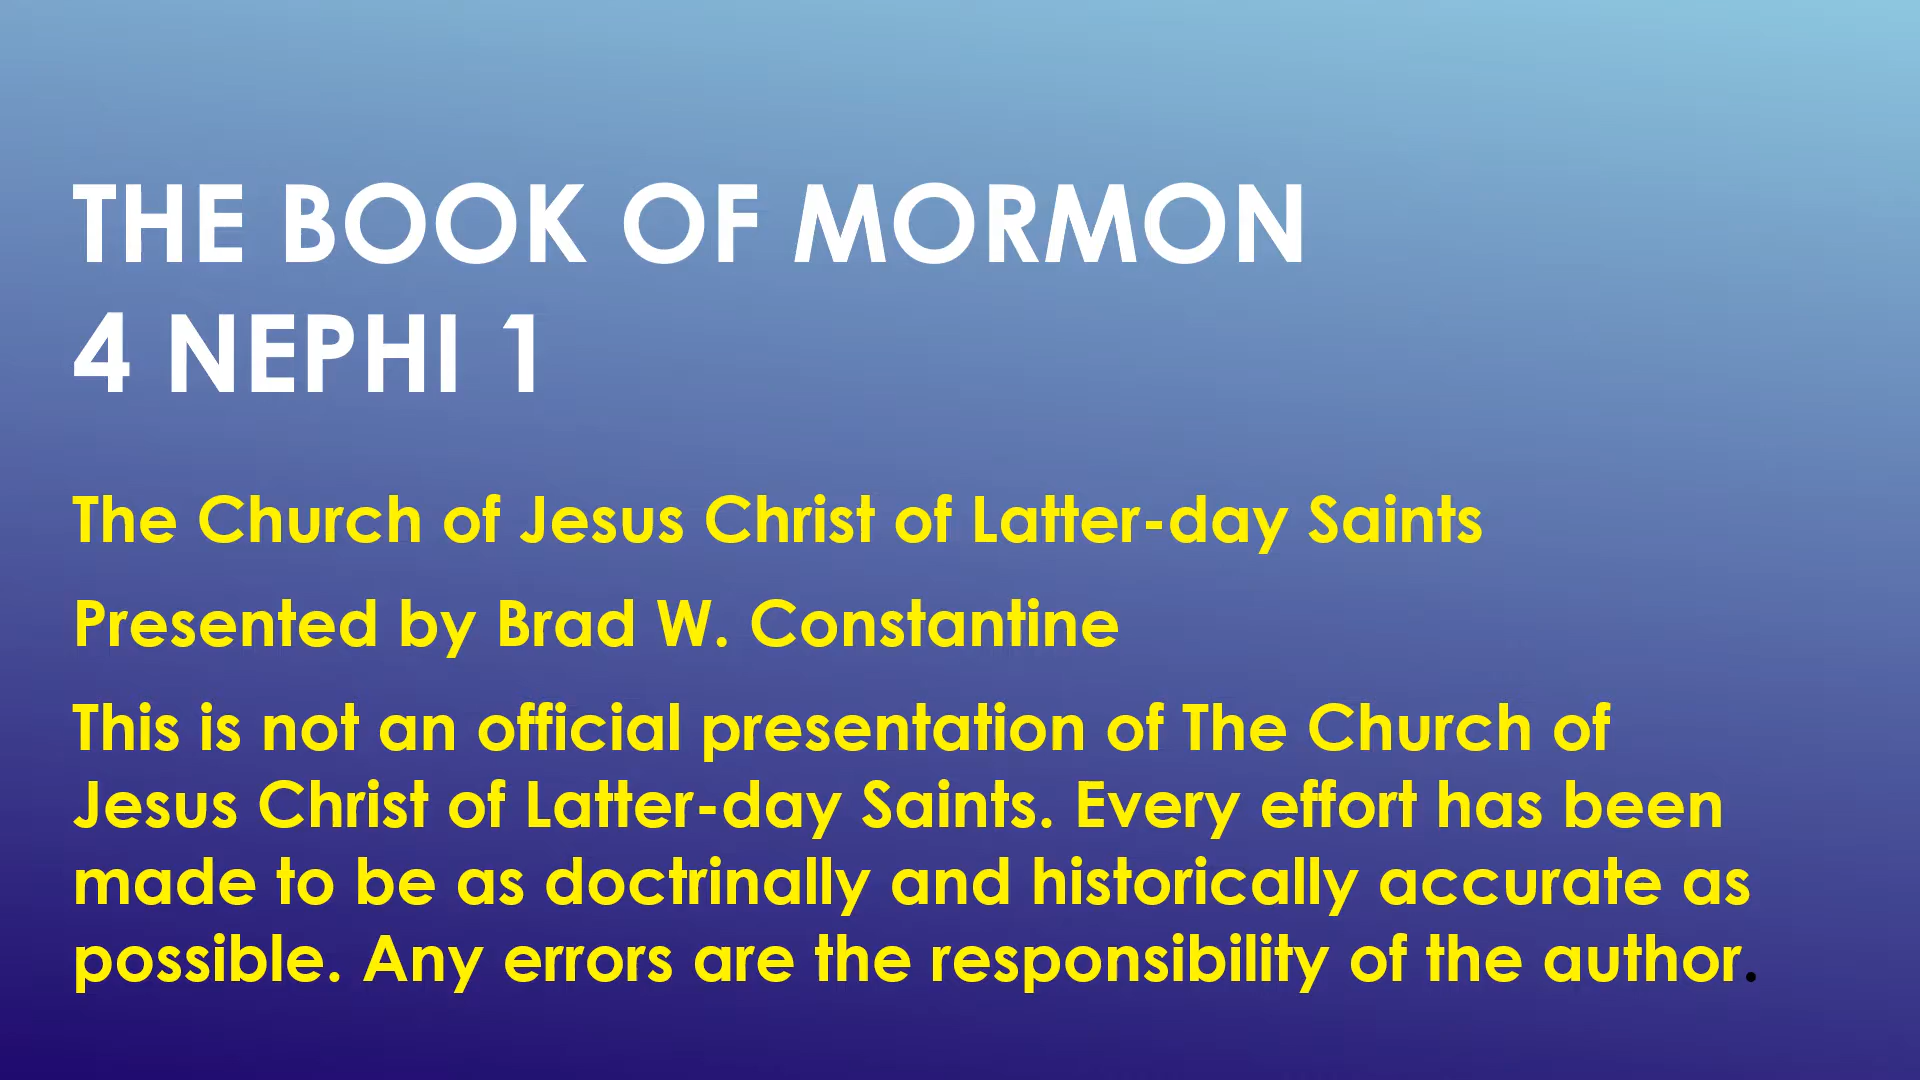 THE BOOK OF MORMON
4 NEPHI 1
The Church of Jesus Christ of Latter-day Saints
Presented by Brad W. Constantine
This is not an official presentation of The Church of
Jesus Christ of Latter-day Saints. Every effort has been
made to be as doctrinally and historically accurate as
possible. Any errors are the responsibility of the author.